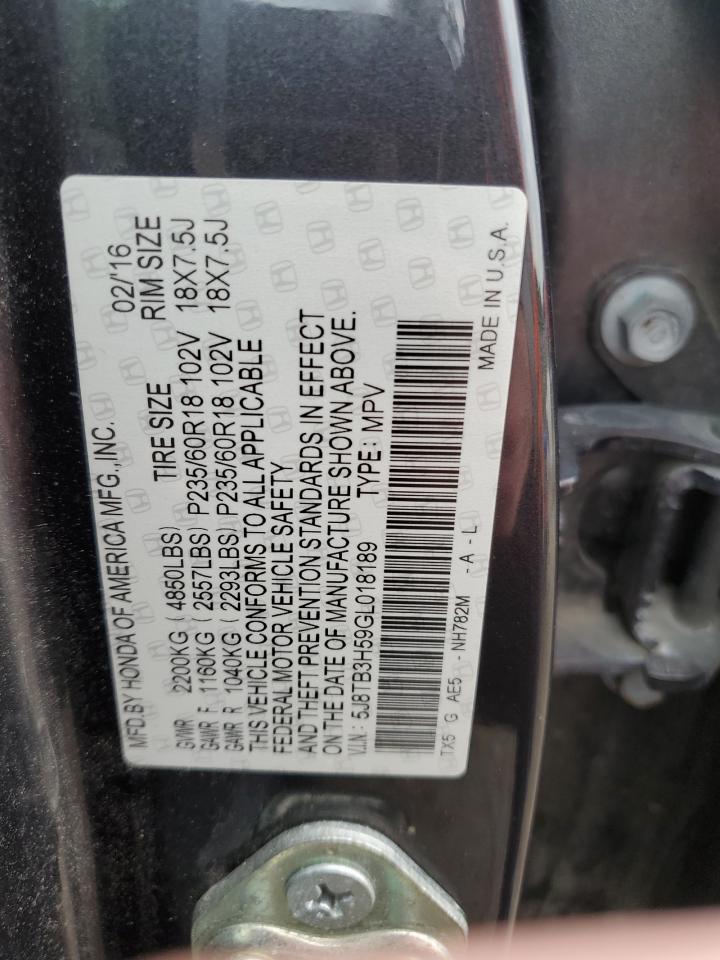 MFD.BY HONDA OF AMERICA MFG.,INC. 02/'16
TIRE SIZE RIM SIZE
GVWR 2200KG (4850LBS)
GAWR F 1160KG (2557LBS) P235/60R18 102V 18X7.5J
GAWR R 1040KG (2293LBS) P235/60R18 102V 18X7.5J
THIS VEHICLE CONFORMS TO ALL APPLICABLE
FEDERAL MOTOR VEHICLE SAFETY
AND THEFT PREVENTION STANDARDS IN EFFECT
ON THE DATE OF MANUFACTURE SHOWN ABOVE.
V.I.N.: 5J8TB3H59GL018189 TYPE: MPV
TX5 G AE5 - NH782M - A - L
MADE IN U.S.A.